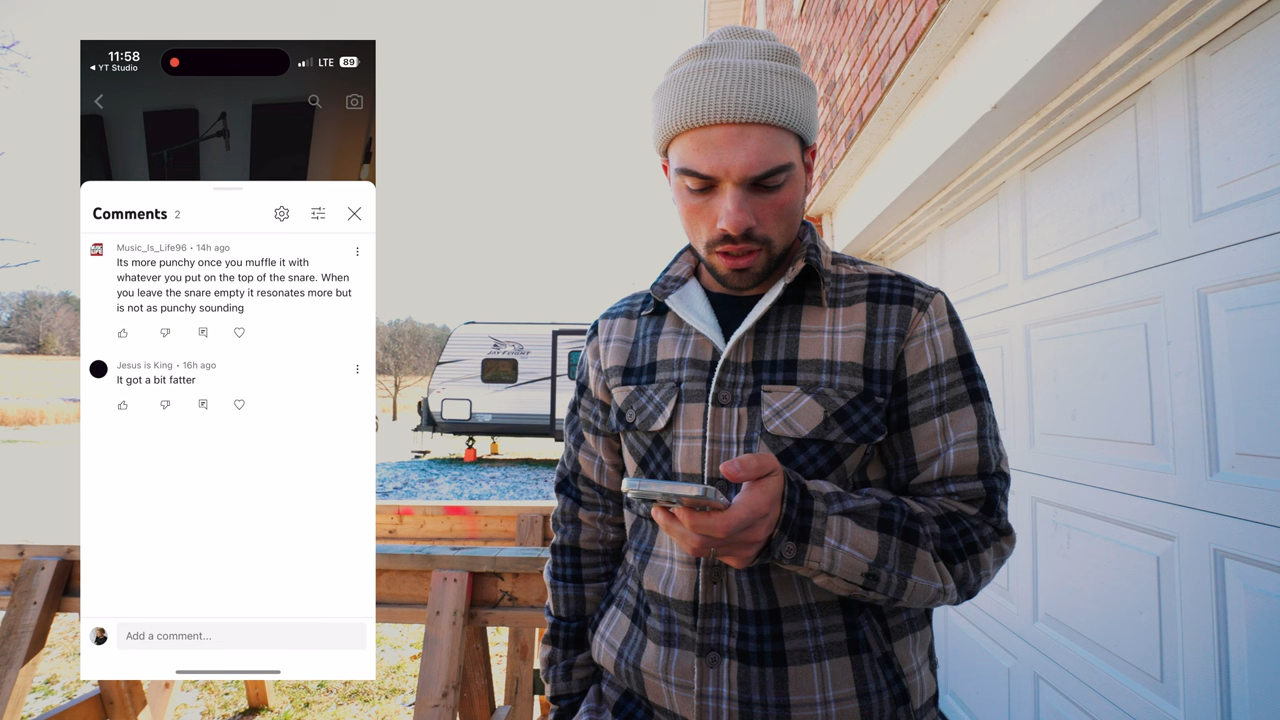 11:58
LTE 89
◀ YT Studio
Comments 2
Music_Is_Life96 • 14h ago
Its more punchy once you muffle it with
whatever you put on the top of the snare. When
you leave the snare empty it resonates more but
is not as punchy sounding
Jesus is King • 16h ago
It got a bit fatter
Add a comment...
JAY FLIGHT